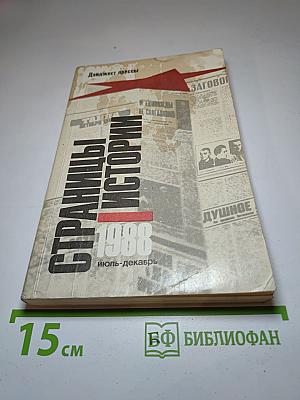 Дайджест прессы
СТРАНИЦЫ
ИСТОРИИ
1988
июль-декабрь
ЗАГОВОР
ДУШНОЕ
15 см
БФ БИБЛИОФАН